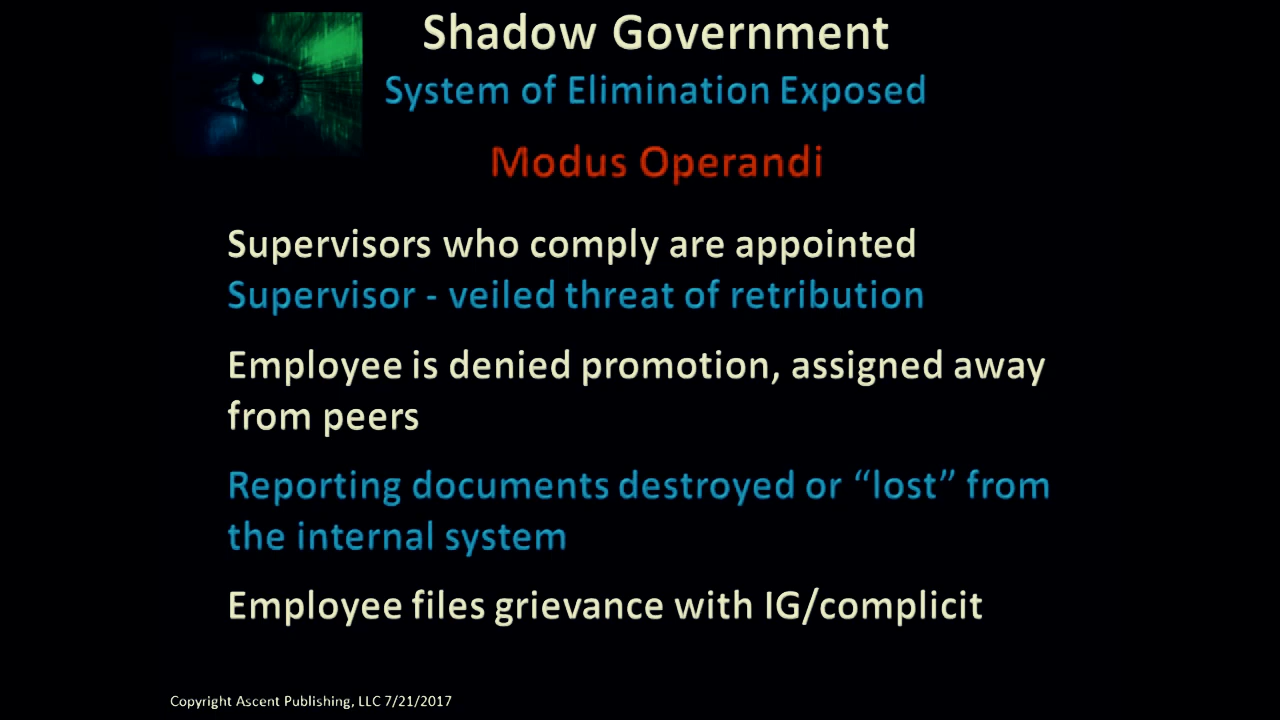 Shadow Government
System of Elimination Exposed
Modus Operandi
Supervisors who comply are appointed
Supervisor - veiled threat of retribution
Employee is denied promotion, assigned away
from peers
Reporting documents destroyed or “lost” from
the internal system
Employee files grievance with IG/complicit
Copyright Ascent Publishing, LLC 7/21/2017